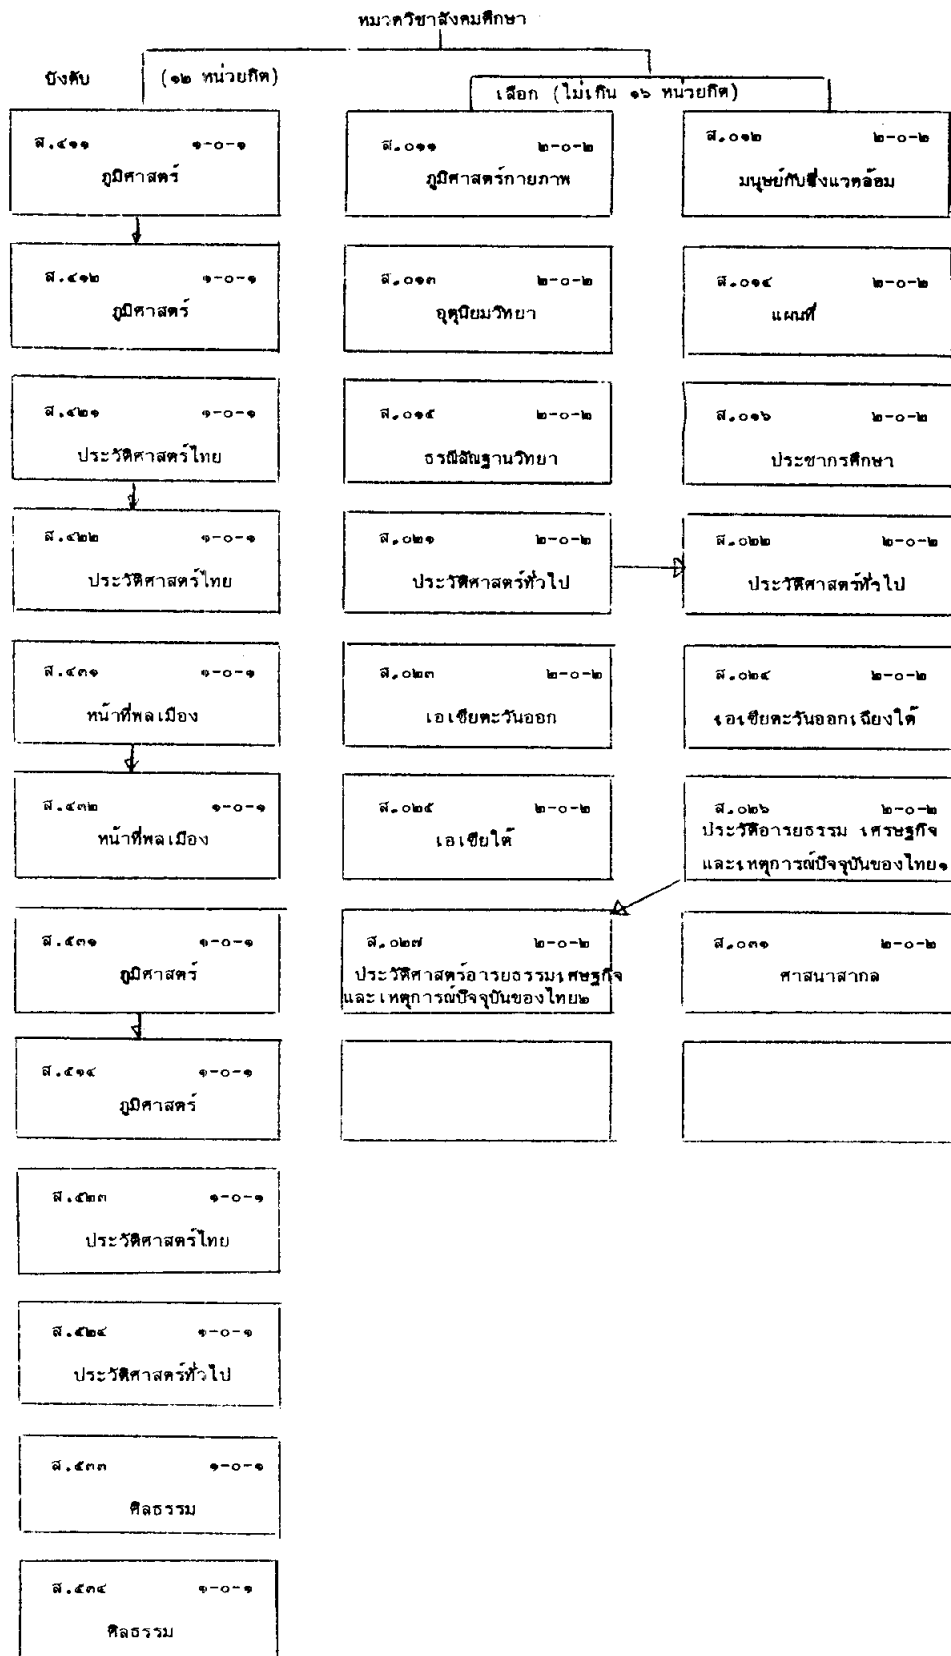 หมวดวิชาสังคมศึกษา
บังคับ (๑๒ หน่วยกิต)
เลือก (ไม่เกิน ๑๖ หน่วยกิต)
ส.๔๑๑ ๑-๐-๑
ภูมิศาสตร์
ส.๐๑๑ ๒-๐-๒
ภูมิศาสตร์กายภาพ
ส.๐๑๒ ๒-๐-๒
มนุษย์กับสิ่งแวดล้อม
ส.๔๑๒ ๑-๐-๑
ภูมิศาสตร์
ส.๐๑๓ ๒-๐-๒
อุตุนิยมวิทยา
ส.๐๑๔ ๒-๐-๒
แผนที่
ส.๔๒๑ ๑-๐-๑
ประวัติศาสตร์ไทย
ส.๐๑๕ ๒-๐-๒
ธรณีสัณฐานวิทยา
ส.๐๑๖ ๒-๐-๒
ประชากรศึกษา
ส.๔๒๒ ๑-๐-๑
ประวัติศาสตร์ไทย
ส.๐๒๑ ๒-๐-๒
ประวัติศาสตร์ทั่วไป
ส.๐๒๒ ๒-๐-๒
ประวัติศาสตร์ทั่วไป
ส.๔๓๑ ๑-๐-๑
หน้าที่พลเมือง
ส.๐๒๓ ๒-๐-๒
เอเซียตะวันออก
ส.๐๒๔ ๒-๐-๒
เอเซียตะวันออกเฉียงใต้
ส.๔๓๒ ๑-๐-๑
หน้าที่พลเมือง
ส.๐๒๕ ๒-๐-๒
เอเซียใต้
ส.๐๒๖ ๒-๐-๒
ประวัติอารยธรรม เศรษฐกิจ
และเหตุการณ์ปัจจุบันของไทย๑
ส.๕๓๑ ๑-๐-๑
ภูมิศาสตร์
ส.๐๒๗ ๒-๐-๒
ประวัติศาสตร์อารยธรรมเศษฐกิจ
และเหตุการณ์ปัจจุบันของไทย๒
ส.๐๓๑ ๒-๐-๒
ศาสนาสากล
ส.๕๑๔ ๑-๐-๑
ภูมิศาสตร์
ส.๕๒๓ ๑-๐-๑
ประวัติศาสตร์ไทย
ส.๕๒๔ ๑-๐-๑
ประวัติศาสตร์ทั่วไป
ส.๕๓๓ ๑-๐-๑
ศิลธรรม
ส.๕๓๔ ๑-๐-๑
ศิลธรรม